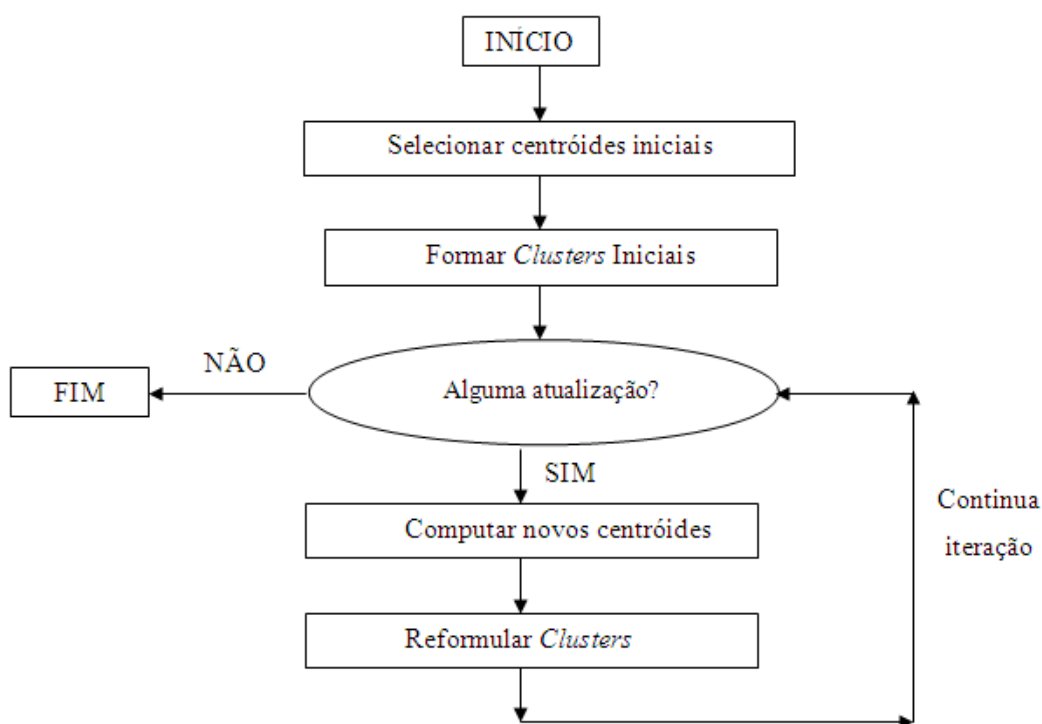 INÍCIO
Selecionar centróides iniciais
Formar Clusters Iniciais
NÃO
FIM
Alguma atualização?
SIM
Computar novos centróides
Continua
iteração
Reformular Clusters